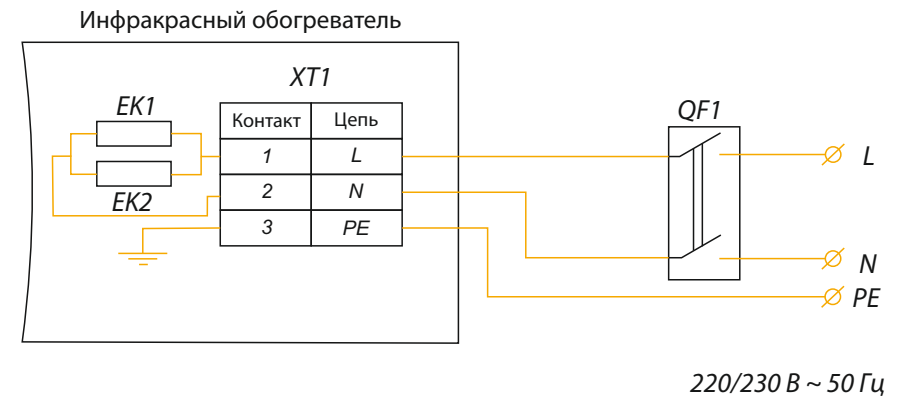 Инфракрасный обогреватель
XT1
EK1
Контакт Цепь
QF1
1 L
L
EK2
2 N
3 PE
N
PE
220/230 В ~ 50 Гц